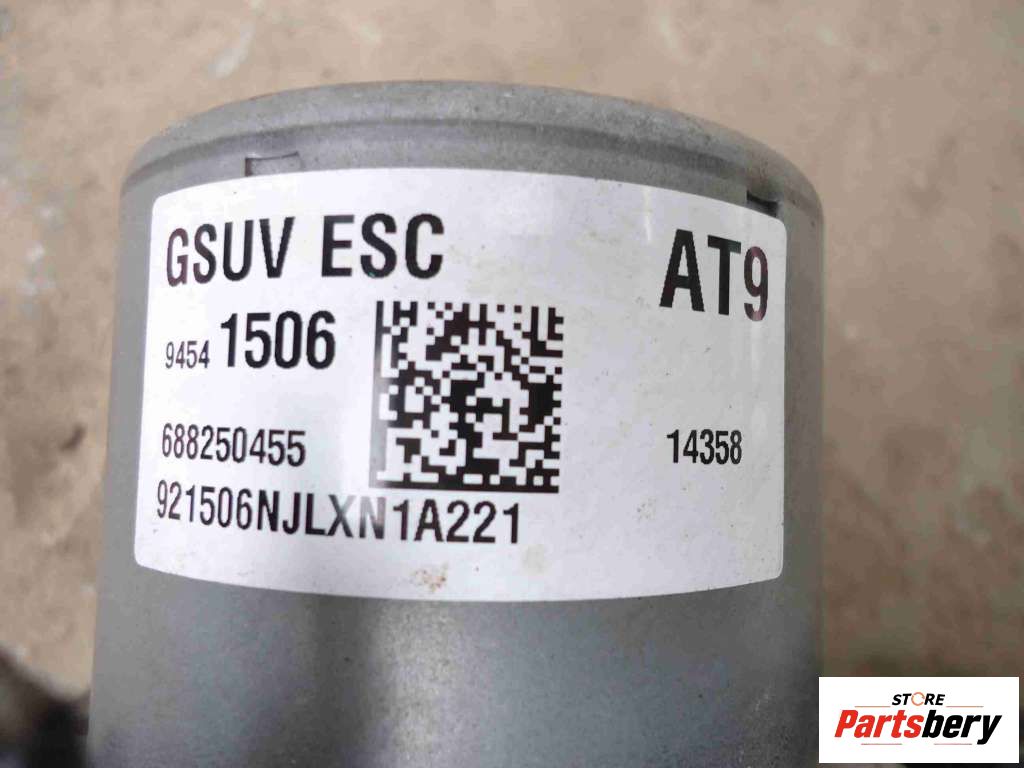 GSUV ESC
AT9
9454 1506
688250455
14358
921506NJLXN1A221
STORE
Partsbery